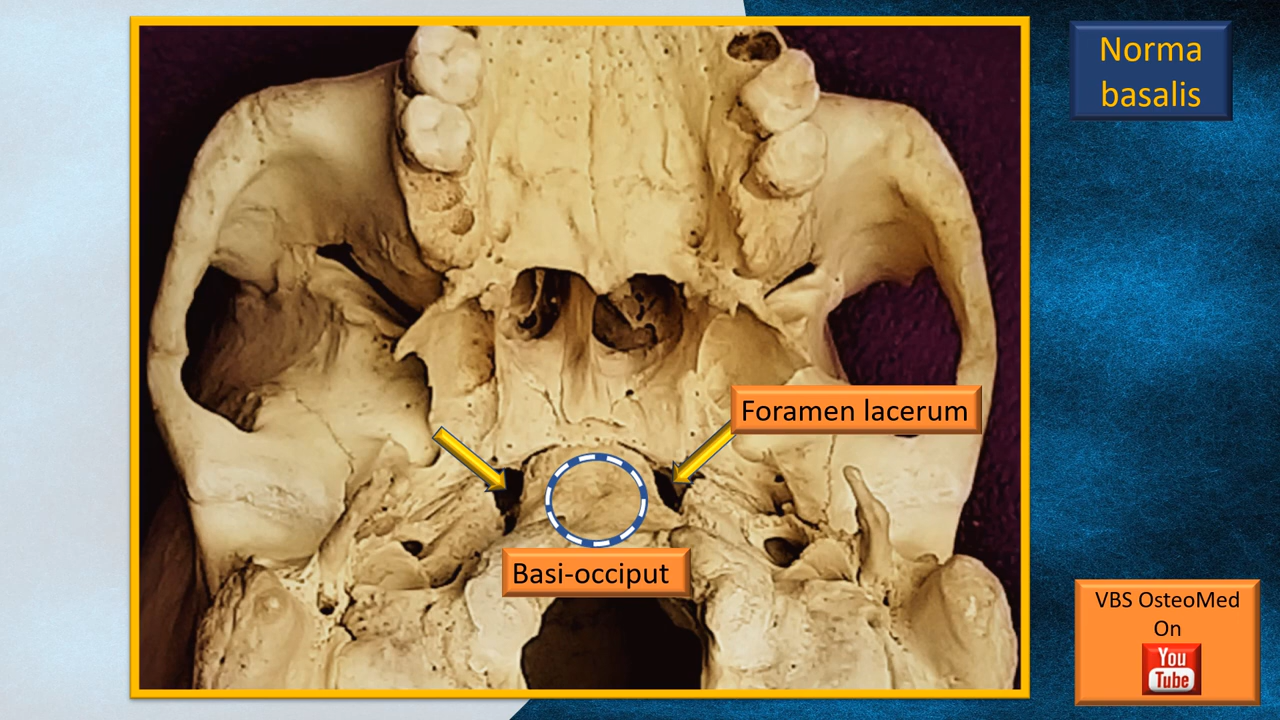 Norma
basalis
Foramen lacerum
Basi-occiput
VBS OsteoMed
On
You
Tube